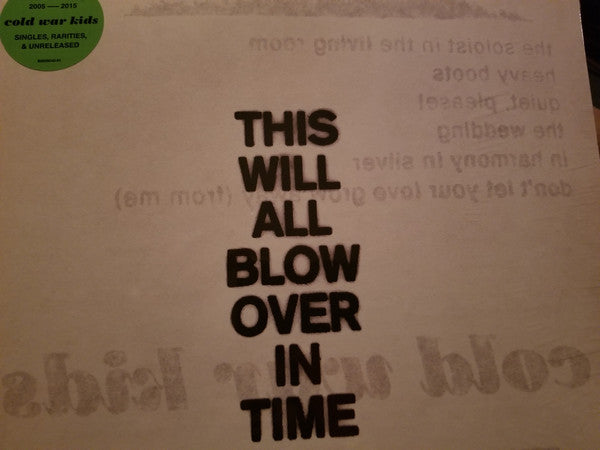 2005 — 2015
cold war kids
SINGLES, RARITIES,
& UNRELEASED
the soloist in the living room
heavy boots
quiet, please!
the wedding
in harmony in silver
don't let your love grow away (from me)
THIS
WILL
ALL
BLOW
OVER
IN
TIME
cold war kids